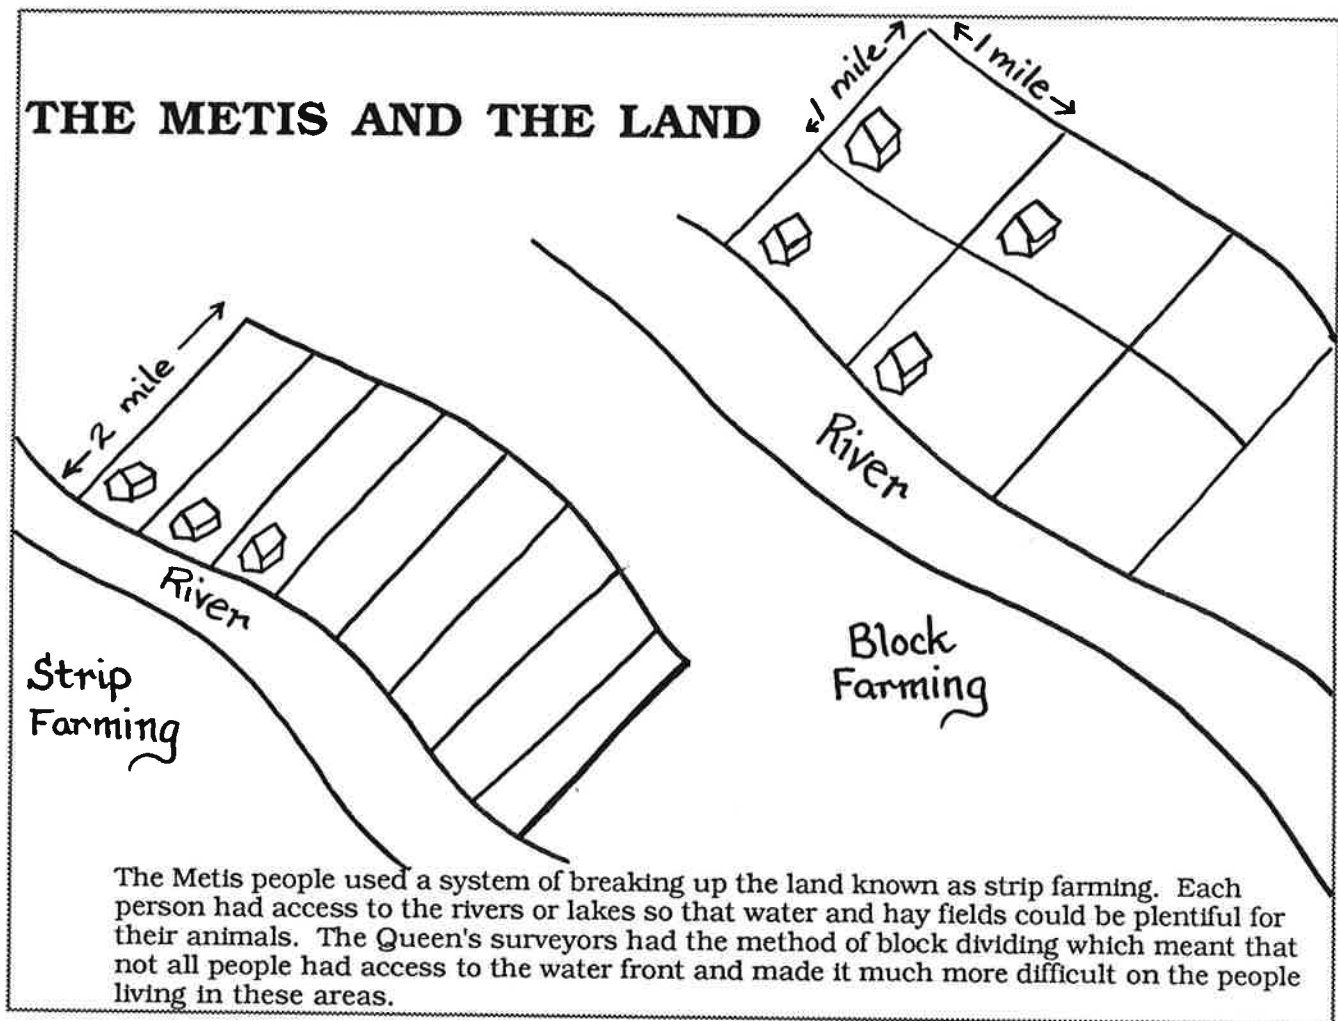 THE METIS AND THE LAND
1 mile
1 mile
2 mile
River
River
Strip
Farming
Block
Farming
The Metis people used a system of breaking up the land known as strip farming. Each
person had access to the rivers or lakes so that water and hay fields could be plentiful for
their animals. The Queen's surveyors had the method of block dividing which meant that
not all people had access to the water front and made it much more difficult on the people
living in these areas.